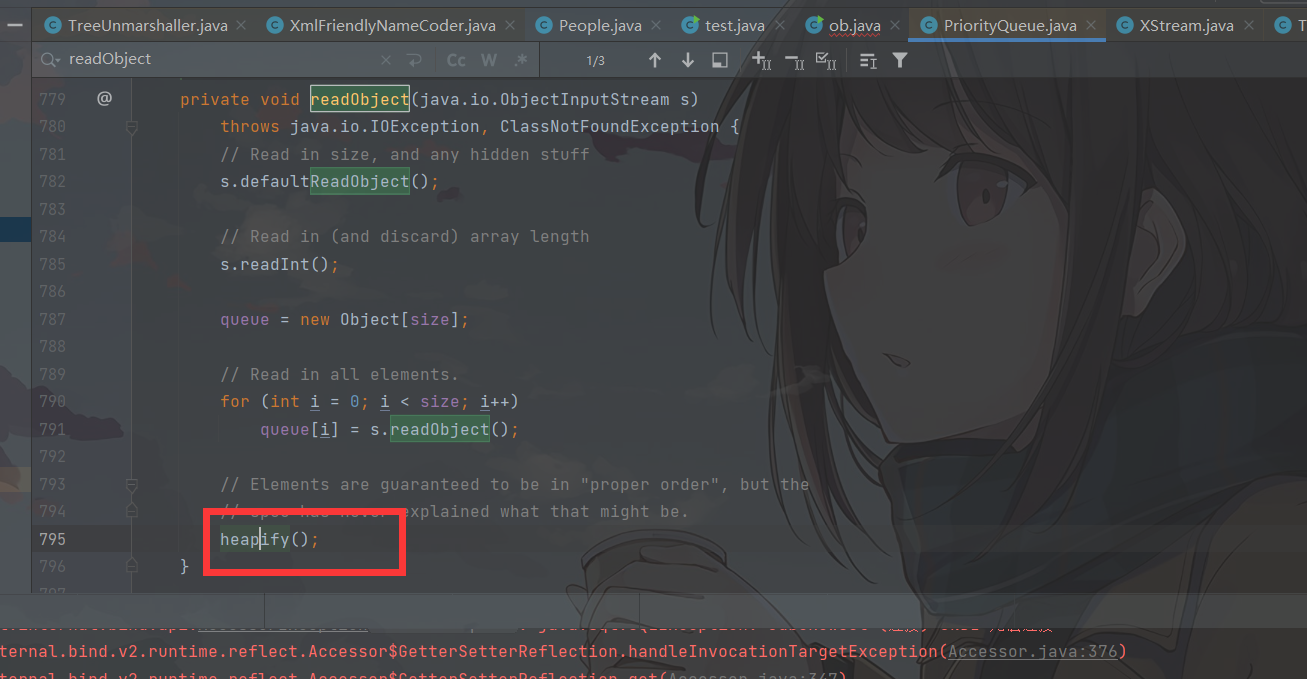 TreeUnmarshaller.java XmlFriendlyNameCoder.java People.java test.java ob.java PriorityQueue.java XStream.java
readObject Cc W .* 1/3
779 @ private void readObject(java.io.ObjectInputStream s)
780 throws java.io.IOException, ClassNotFoundException {
781 // Read in size, and any hidden stuff
782 s.defaultReadObject();
783
784 // Read in (and discard) array length
785 s.readInt();
786
787 queue = new Object[size];
788
789 // Read in all elements.
790 for (int i = 0; i < size; i++)
791 queue[i] = s.readObject();
792
793 // Elements are guaranteed to be in "proper order", but the
794 explained what that might be.
795 heapify();
796 }
ternal.bind.v2.runtime.reflect.Accessor$GetterSetterReflection.handleInvocationTargetException(Accessor.java:376)